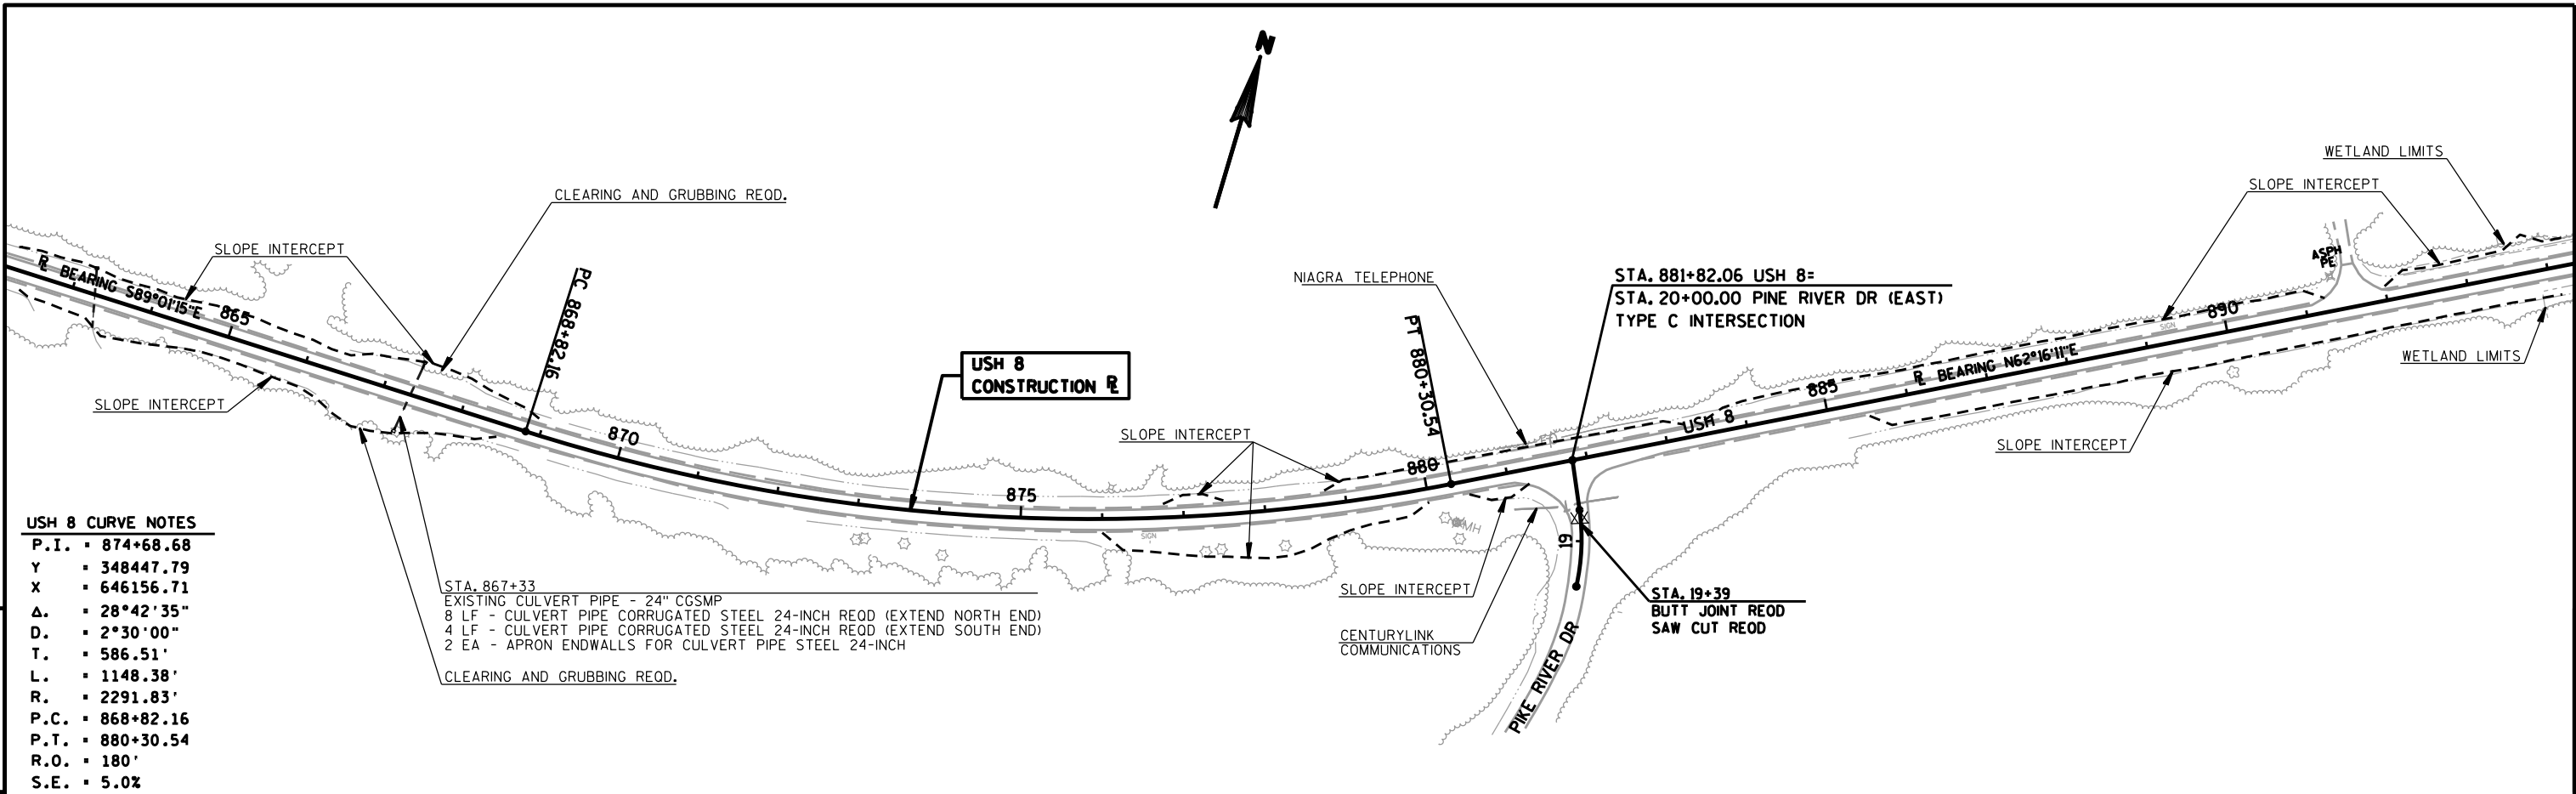 N
WETLAND LIMITS
SLOPE INTERCEPT
CLEARING AND GRUBBING REQD.
SLOPE INTERCEPT
ASPH
PE
NIAGRA TELEPHONE
STA. 881+82.06 USH 8=
STA. 20+00.00 PINE RIVER DR (EAST)
TYPE C INTERSECTION
BEARING S89°01'15"E
865
PC 868+82.16
PT 880+30.54
890
SIGN
BEARING N62°16'11"E
WETLAND LIMITS
USH 8
CONSTRUCTION
SLOPE INTERCEPT
885
USH 8
870
SLOPE INTERCEPT
SLOPE INTERCEPT
880
875
SIGN
MH
19
USH 8 CURVE NOTES
P.I. = 874+68.68
Y = 348447.79
X = 646156.71
Δ. = 28°42'35"
D. = 2°30'00"
T. = 586.51'
L. = 1148.38'
R. = 2291.83'
P.C. = 868+82.16
P.T. = 880+30.54
R.O. = 180'
S.E. = 5.0%
STA. 867+33
EXISTING CULVERT PIPE - 24" CGSMP
8 LF - CULVERT PIPE CORRUGATED STEEL 24-INCH REQD (EXTEND NORTH END)
4 LF - CULVERT PIPE CORRUGATED STEEL 24-INCH REQD (EXTEND SOUTH END)
2 EA - APRON ENDWALLS FOR CULVERT PIPE STEEL 24-INCH
CLEARING AND GRUBBING REQD.
SLOPE INTERCEPT
CENTURYLINK
COMMUNICATIONS
STA. 19+39
BUTT JOINT REQD
SAW CUT REQD
PIKE RIVER DR